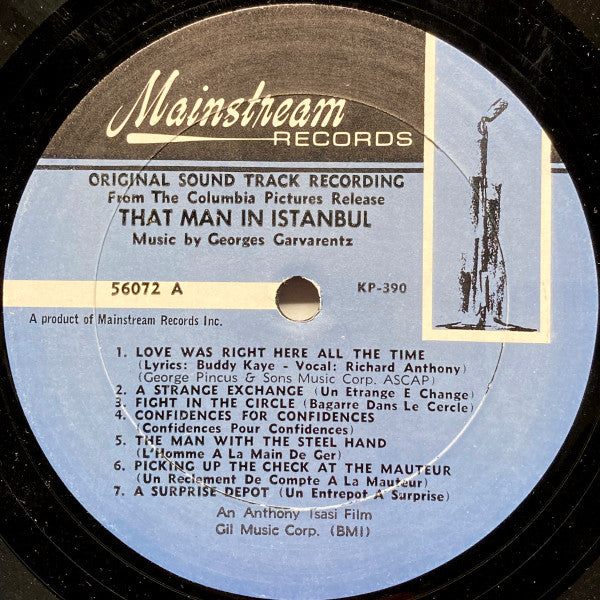 Mainstream
RECORDS
ORIGINAL SOUND TRACK RECORDING
From The Columbia Pictures Release
THAT MAN IN ISTANBUL
Music by Georges Garvarentz
56072 A KP-390
A product of Mainstream Records Inc.
1. LOVE WAS RIGHT HERE ALL THE TIME
(Lyrics: Buddy Kaye - Vocal: Richard Anthony)
(George Pincus & Sons Music Corp. ASCAP)
2. A STRANGE EXCHANGE (Un Etrange E Change)
3. FIGHT IN THE CIRCLE (Bagarre Dans Le Cercle)
4. CONFIDENCES FOR CONFIDENCES
(Confidences Pour Confidences)
5. THE MAN WITH THE STEEL HAND
(L'Homme A La Main De Ger)
6. PICKING UP THE CHECK AT THE MAUTEUR
(Un Reclement De Compte A La Mauteur)
7. A SURPRISE DEPOT (Un Entrepot A Surprise)
An Anthony Isasi Film
Gil Music Corp. (BMI)